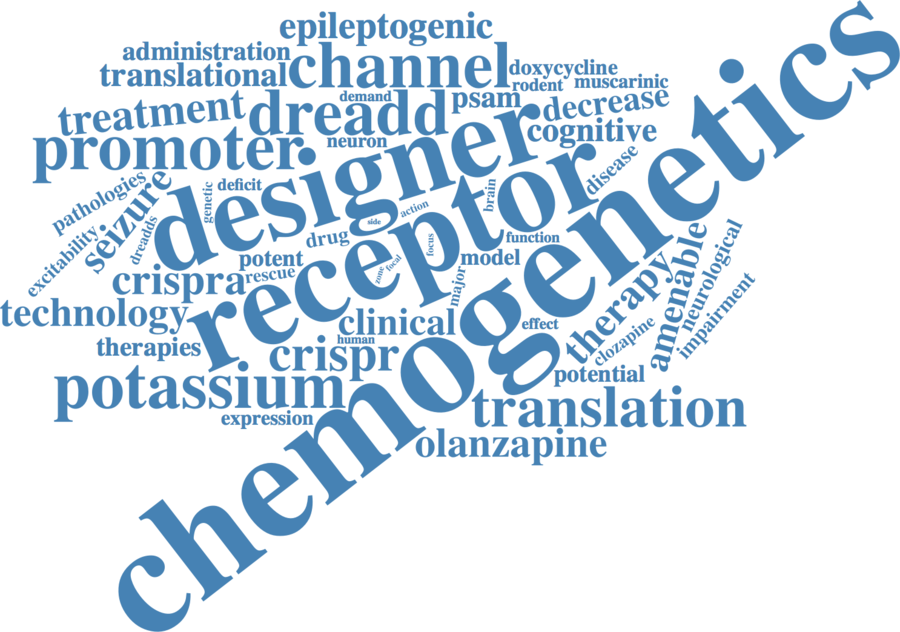 epileptogenic
administration
channel
translational
doxycycline
rodent
muscarinic
treatment
dreadd
demand
psam
decrease
promoter
neuron
cognitive
designer
receptor
chemogenetics
disease
pathologies
seizure
genetic
deficit
brain
action
side
dreadds
excitability
drug
focus
function
potent
model
crispra
rescue
zone
focal
major
amenable
neurological
technology
clinical
effect
therapy
impairment
human
therapies
crispr
clozapine
potential
potassium
expression
translation
olanzapine